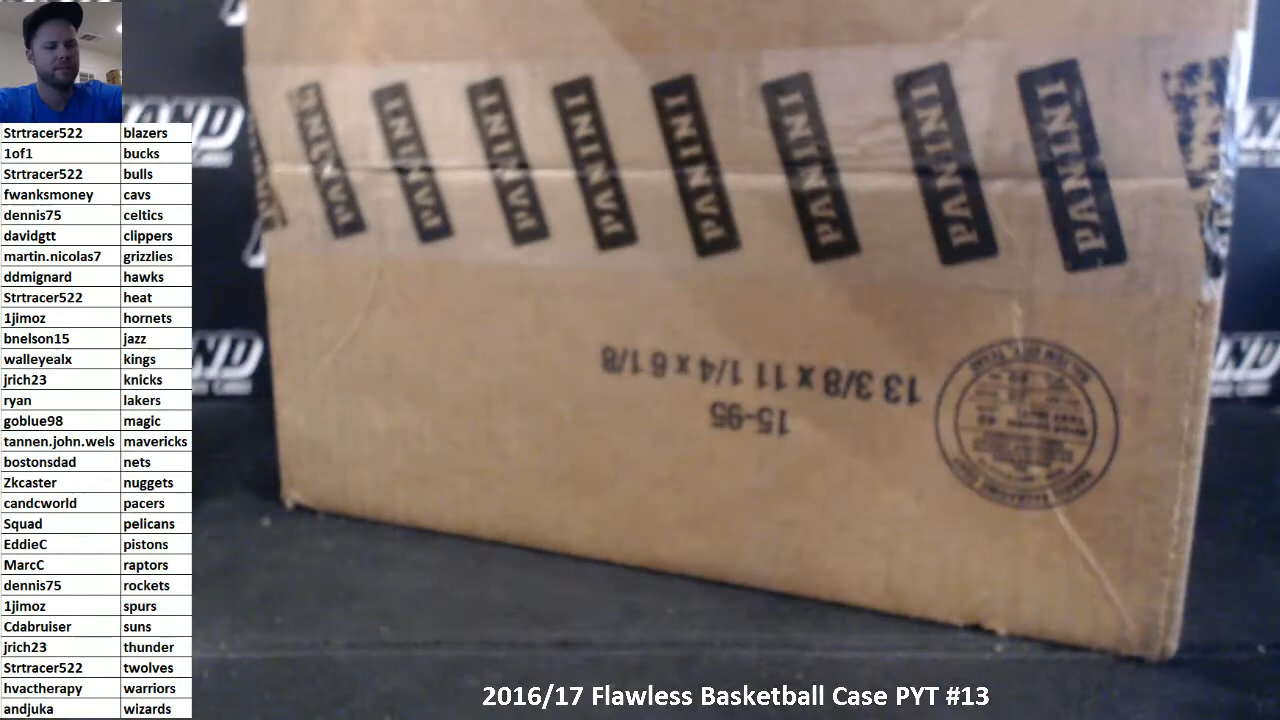 Strtracer522 blazers
1of1 bucks
Strtracer522 bulls
fwanksmoney cavs
dennis75 celtics
davidgtt clippers
martin.nicolas7 grizzlies
ddmignard hawks
Strtracer522 heat
1jimoz hornets
bnelson15 jazz
walleyealx kings
jrich23 knicks
ryan lakers
goblue98 magic
tannen.john.wels mavericks
bostonsdad nets
Zkcaster nuggets
candcworld pacers
Squad pelicans
EddieC pistons
MarcC raptors
dennis75 rockets
1jimoz spurs
Cdabruiser suns
jrich23 thunder
Strtracer522 twolves
hvactherapy warriors
andjuka wizards
PANINI PANINI PANINI PANINI PANINI PANINI PANINI PANINI
15-95
13 3/8 x 11 1/4 x 6 1/8
2016/17 Flawless Basketball Case PYT #13